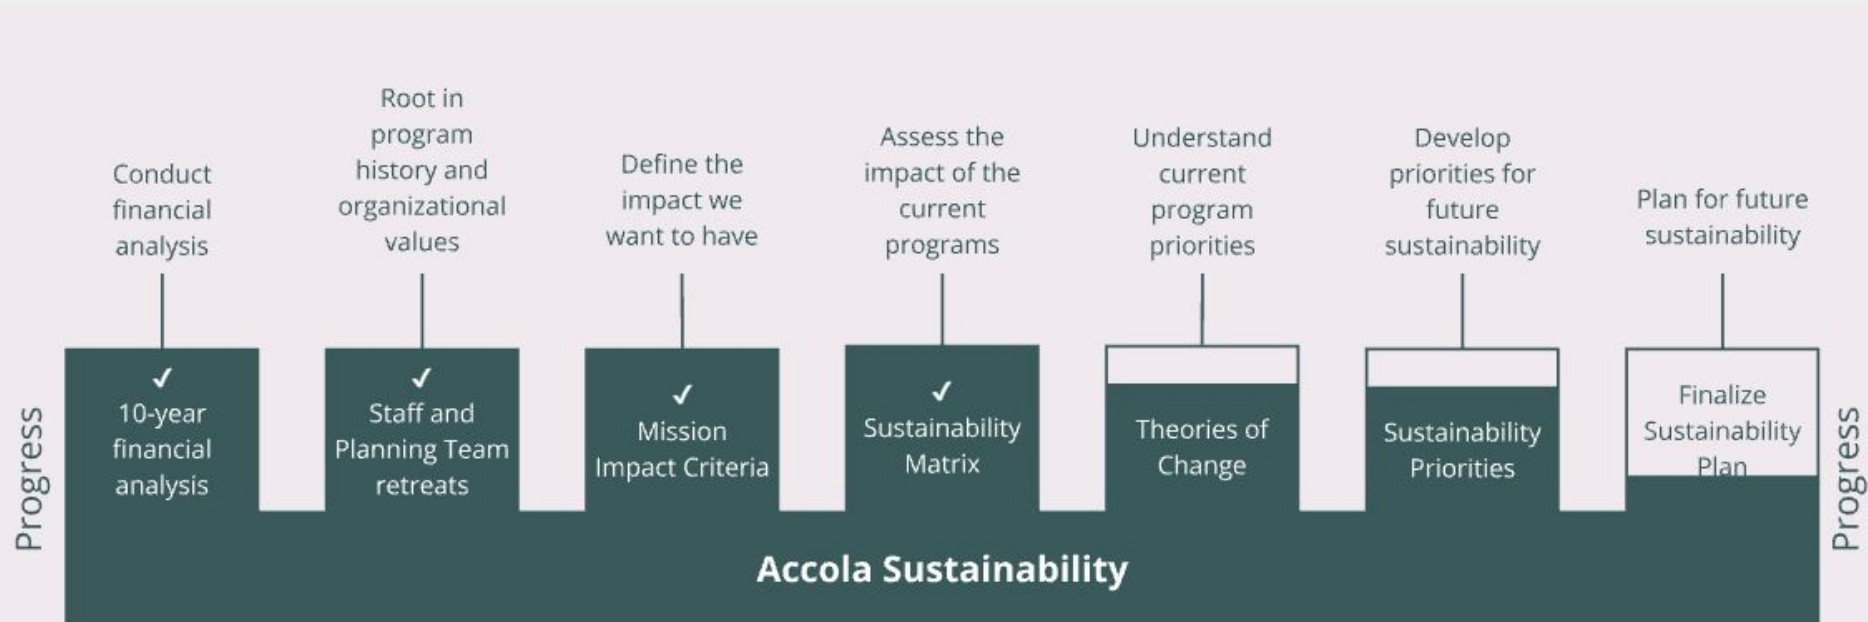 Conduct
financial
analysis
Root in
program
history and
organizational
values
Define the
impact we
want to have
Assess the
impact of the
current
programs
Understand
current
program
priorities
Develop
priorities for
future
sustainability
Plan for future
sustainability
Progress
✓
10-year
financial
analysis
✓
Staff and
Planning Team
retreats
✓
Mission
Impact Criteria
✓
Sustainability
Matrix
Theories of
Change
Sustainability
Priorities
Finalize
Sustainability
Plan
Progress
Accola Sustainability